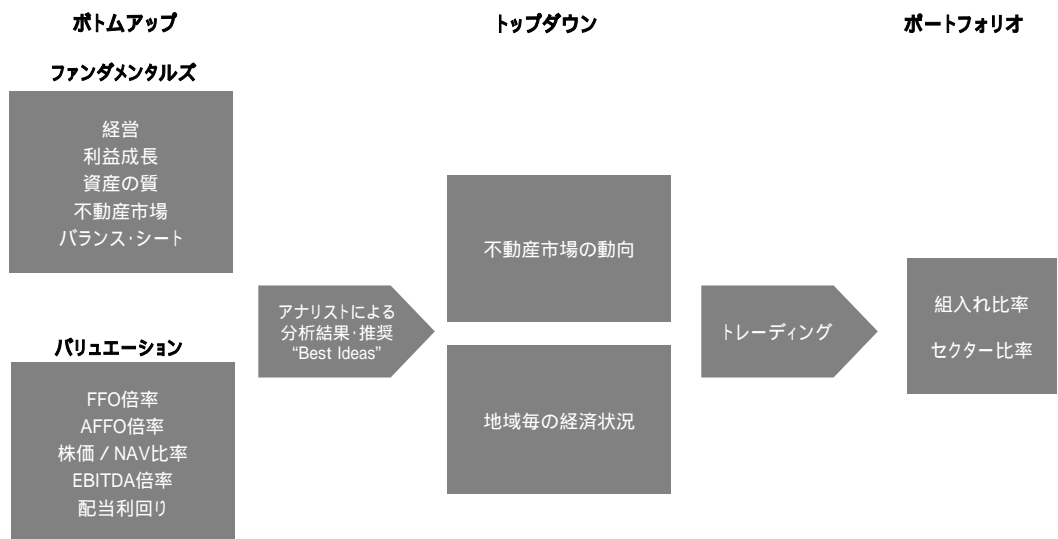 ボトムアップ
トップダウン
ポートフォリオ
ファンダメンタルズ
経営
利益成長
資産の質
不動産市場
バランス・シート
バリュエーション
FFO倍率
AFFO倍率
株価 / NAV比率
EBITDA倍率
配当利回り
アナリストによる
分析結果・推奨
“Best Ideas”
不動産市場の動向
地域毎の経済状況
トレーディング
組入れ比率
セクター比率